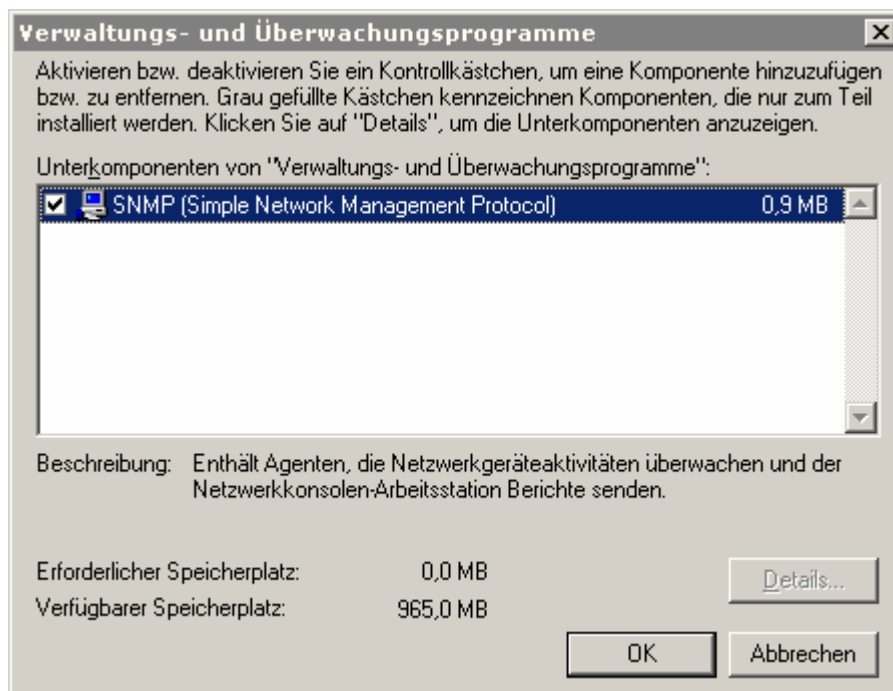 Verwaltungs- und Überwachungsprogramme
Aktivieren bzw. deaktivieren Sie ein Kontrollkästchen, um eine Komponente hinzuzufügen
bzw. zu entfernen. Grau gefüllte Kästchen kennzeichnen Komponenten, die nur zum Teil
installiert werden. Klicken Sie auf "Details", um die Unterkomponenten anzuzeigen.
Unterkomponenten von "Verwaltungs- und Überwachungsprogramme":
SNMP (Simple Network Management Protocol) 0,9 MB
Beschreibung: Enthält Agenten, die Netzwerkgeräteaktivitäten überwachen und der
Netzwerkkonsolen-Arbeitsstation Berichte senden.
Erforderlicher Speicherplatz: 0,0 MB
Details...
Verfügbarer Speicherplatz: 965,0 MB
OK Abbrechen